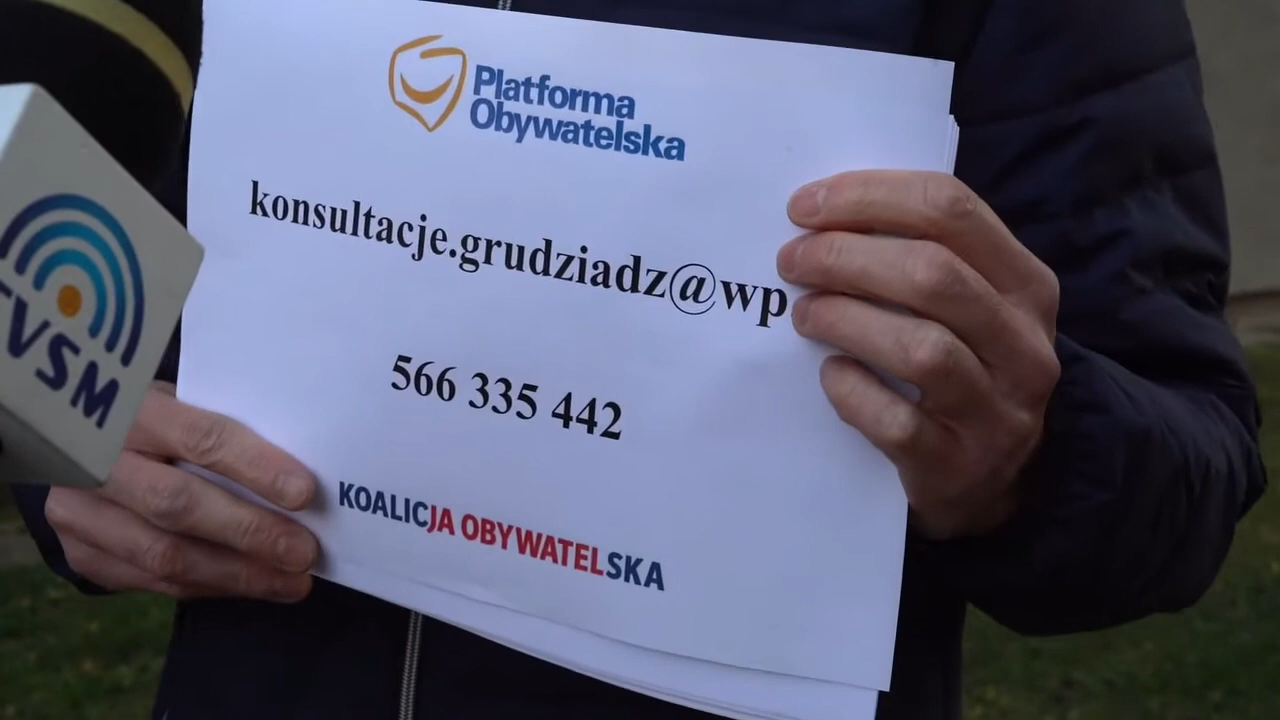 Platforma
Obywatelska
konsultacje.grudziadz@wp
566 335 442
KOALICJA OBYWATELSKA
TVSM